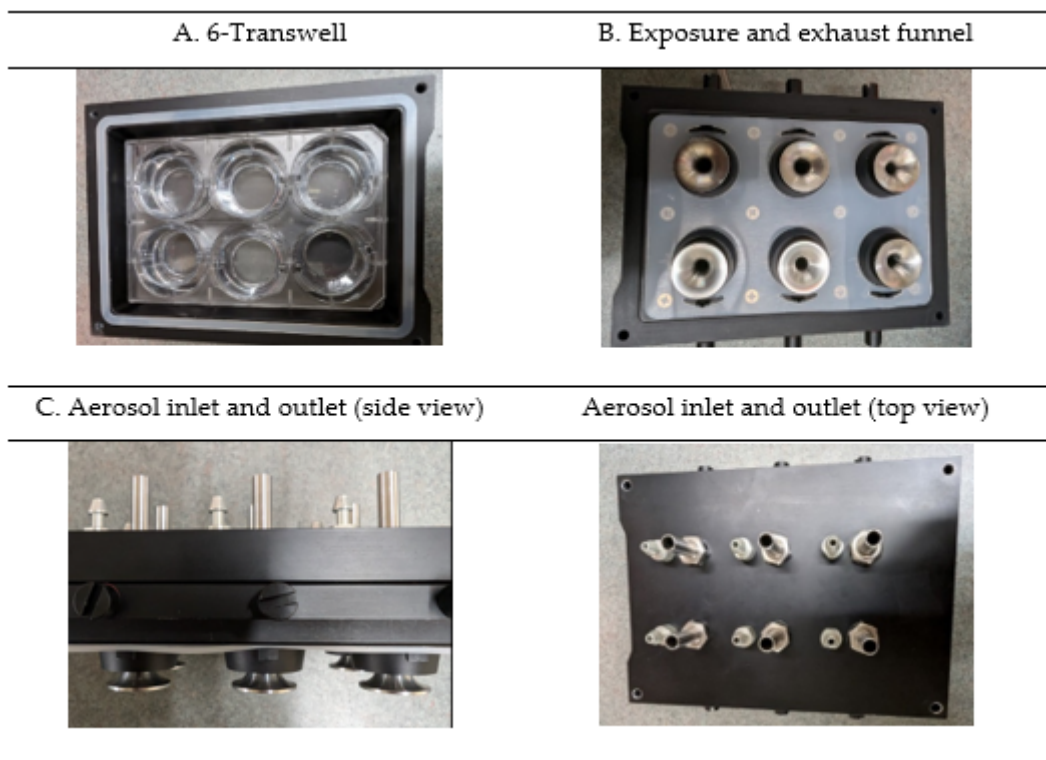 A. 6-Transwell
B. Exposure and exhaust funnel
C. Aerosol inlet and outlet (side view)
Aerosol inlet and outlet (top view)